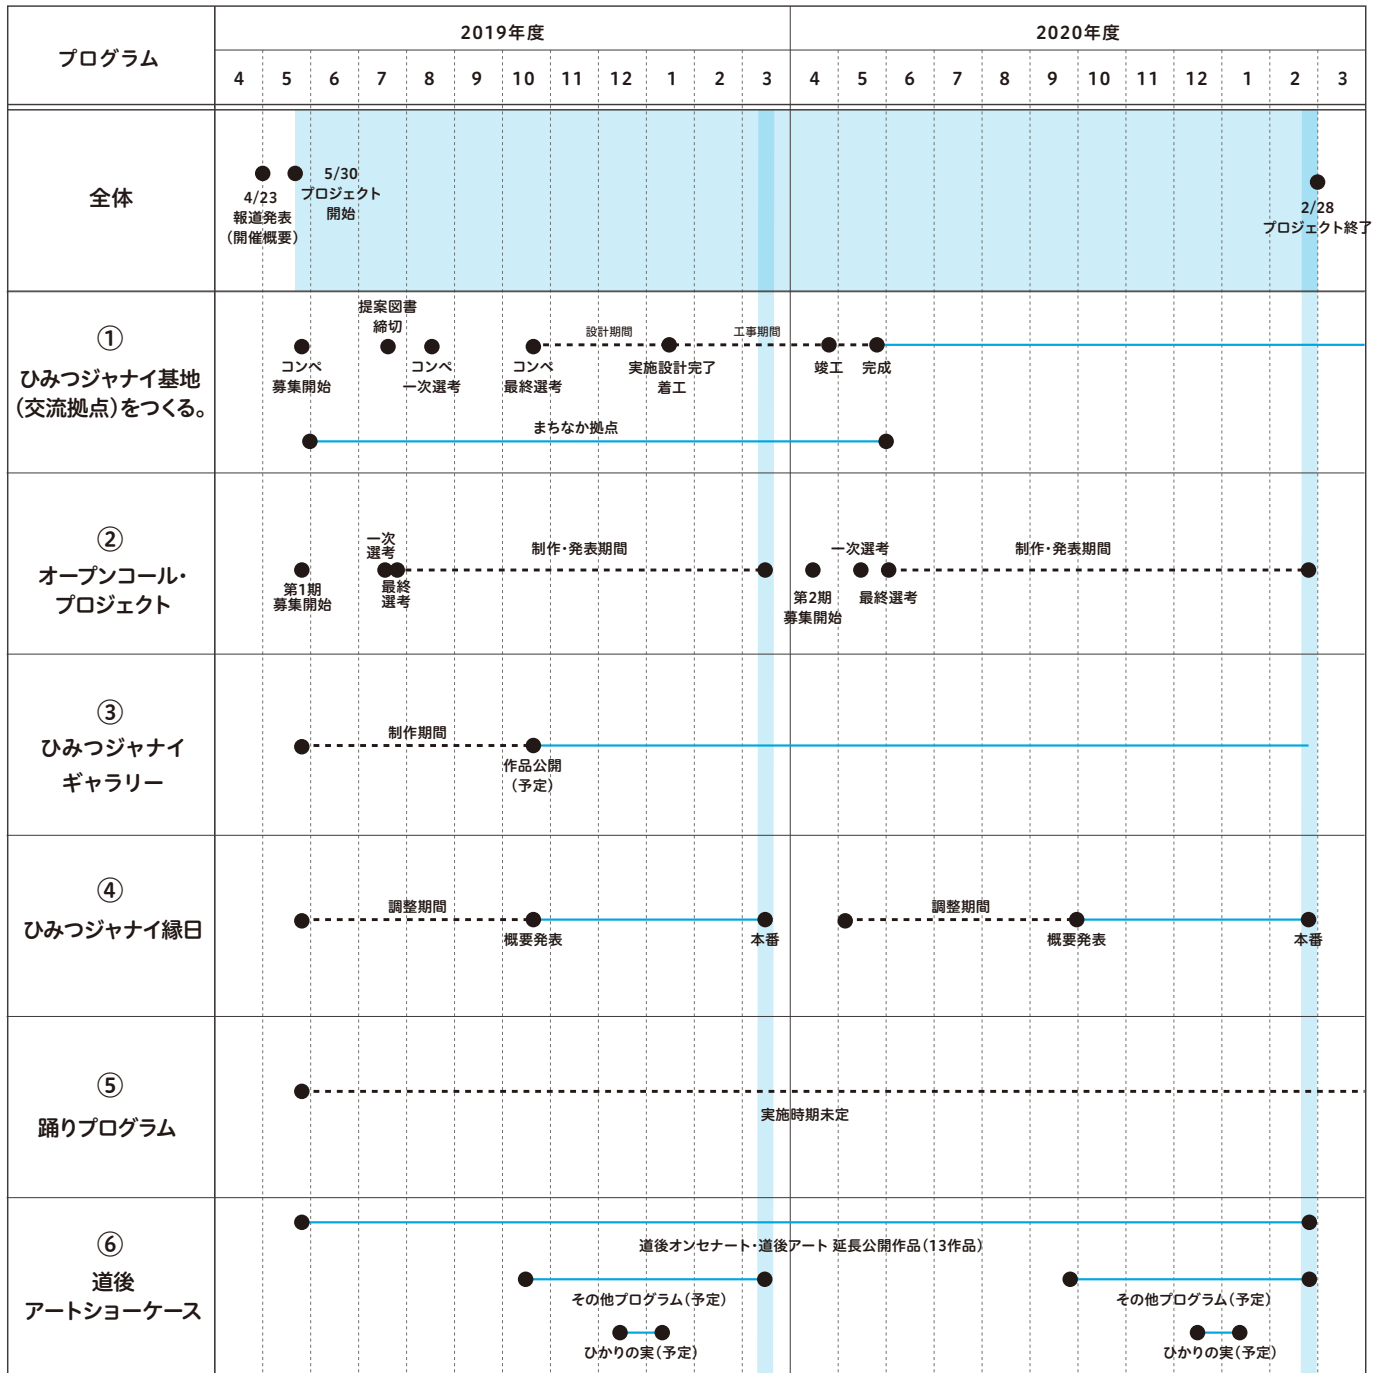 プログラム
2019年度
2020年度
4 5 6 7 8 9 10 11 12 1 2 3 4 5 6 7 8 9 10 11 12 1 2 3
全体
4/23
報道発表
(開催概要)
5/30
プロジェクト
開始
2/28
プロジェクト終了
①
ひみつジャナイ基地
(交流拠点)をつくる。
コンペ
募集開始
提案図書
締切
コンペ
一次選考
コンペ
最終選考
設計期間
実施設計完了
着工
工事期間
竣工
完成
まちなか拠点
②
オープンコール・
プロジェクト
第1期
募集開始
一次
選考
最終
選考
制作・発表期間
第2期
募集開始
一次選考
最終選考
制作・発表期間
③
ひみつジャナイ
ギャラリー
制作期間
作品公開
(予定)
④
ひみつジャナイ縁日
調整期間
概要発表
本番
調整期間
概要発表
本番
⑤
踊りプログラム
実施時期未定
⑥
道後
アートショーケース
道後オンセナート・道後アート 延長公開作品(13作品)
その他プログラム(予定)
その他プログラム(予定)
ひかりの実(予定)
ひかりの実(予定)